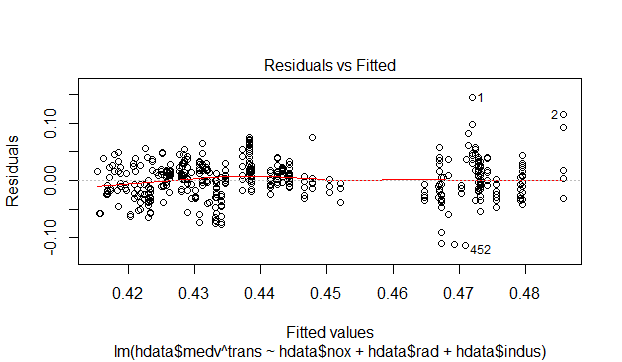 Residuals vs Fitted
Residuals
0.10
0.00
-0.10
1
2
452
0.42 0.43 0.44 0.45 0.46 0.47 0.48
Fitted values
lm(hdata$medv^trans ~ hdata$nox + hdata$rad + hdata$indus)